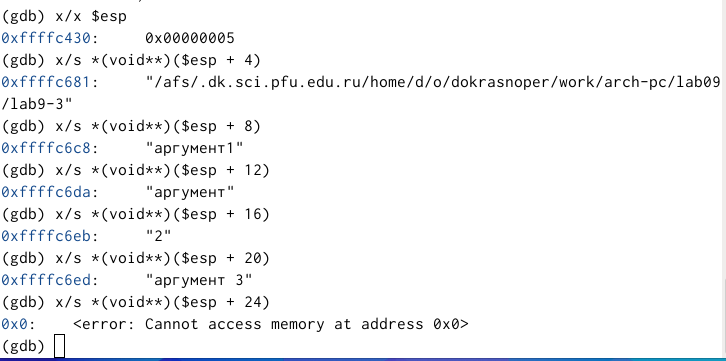 (gdb) x/x $esp
0xffffc430:     0x00000005
(gdb) x/s *(void**)($esp + 4)
0xffffc681:     "/afs/.dk.sci.pfu.edu.ru/home/d/o/dokrasnoper/work/arch-pc/lab09
/lab9-3"
(gdb) x/s *(void**)($esp + 8)
0xffffc6c8:     "аргумент1"
(gdb) x/s *(void**)($esp + 12)
0xffffc6da:     "аргумент"
(gdb) x/s *(void**)($esp + 16)
0xffffc6eb:     "2"
(gdb) x/s *(void**)($esp + 20)
0xffffc6ed:     "аргумент 3"
(gdb) x/s *(void**)($esp + 24)
0x0:    <error: Cannot access memory at address 0x0>
(gdb)